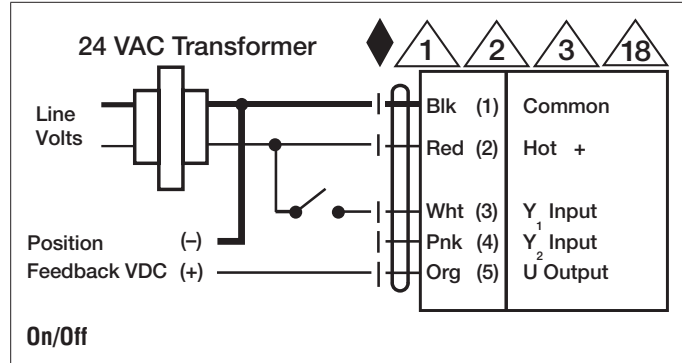 24 VAC Transformer
1 2 3 18
Line
Volts
Blk (1) Common
Red (2) Hot +
Wht (3) Y1 Input
Pnk (4) Y2 Input
Org (5) U Output
Position (–)
Feedback VDC (+)
On/Off